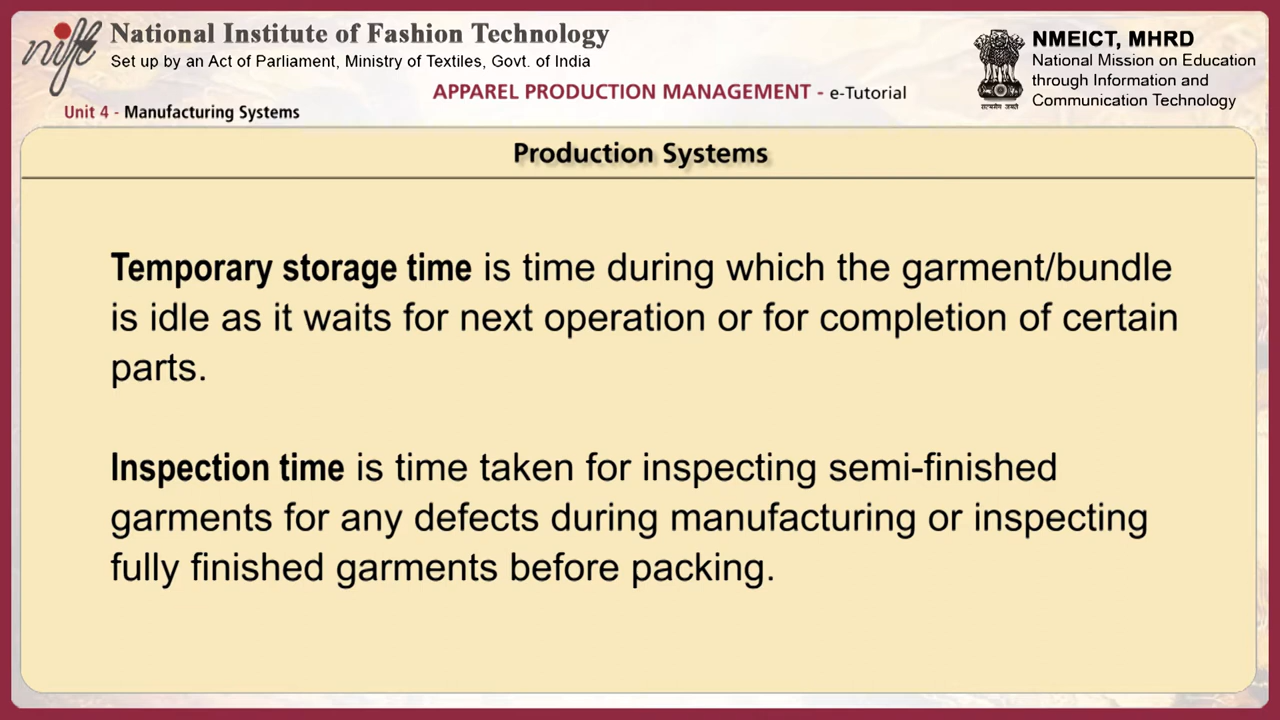 nift
National Institute of Fashion Technology
Set up by an Act of Parliament, Ministry of Textiles, Govt. of India
APPAREL PRODUCTION MANAGEMENT - e-Tutorial
Unit 4 - Manufacturing Systems
सत्यमेव जयते
NMEICT, MHRD
National Mission on Education
through Information and
Communication Technology
Production Systems
Temporary storage time is time during which the garment/bundle
is idle as it waits for next operation or for completion of certain
parts.
Inspection time is time taken for inspecting semi-finished
garments for any defects during manufacturing or inspecting
fully finished garments before packing.